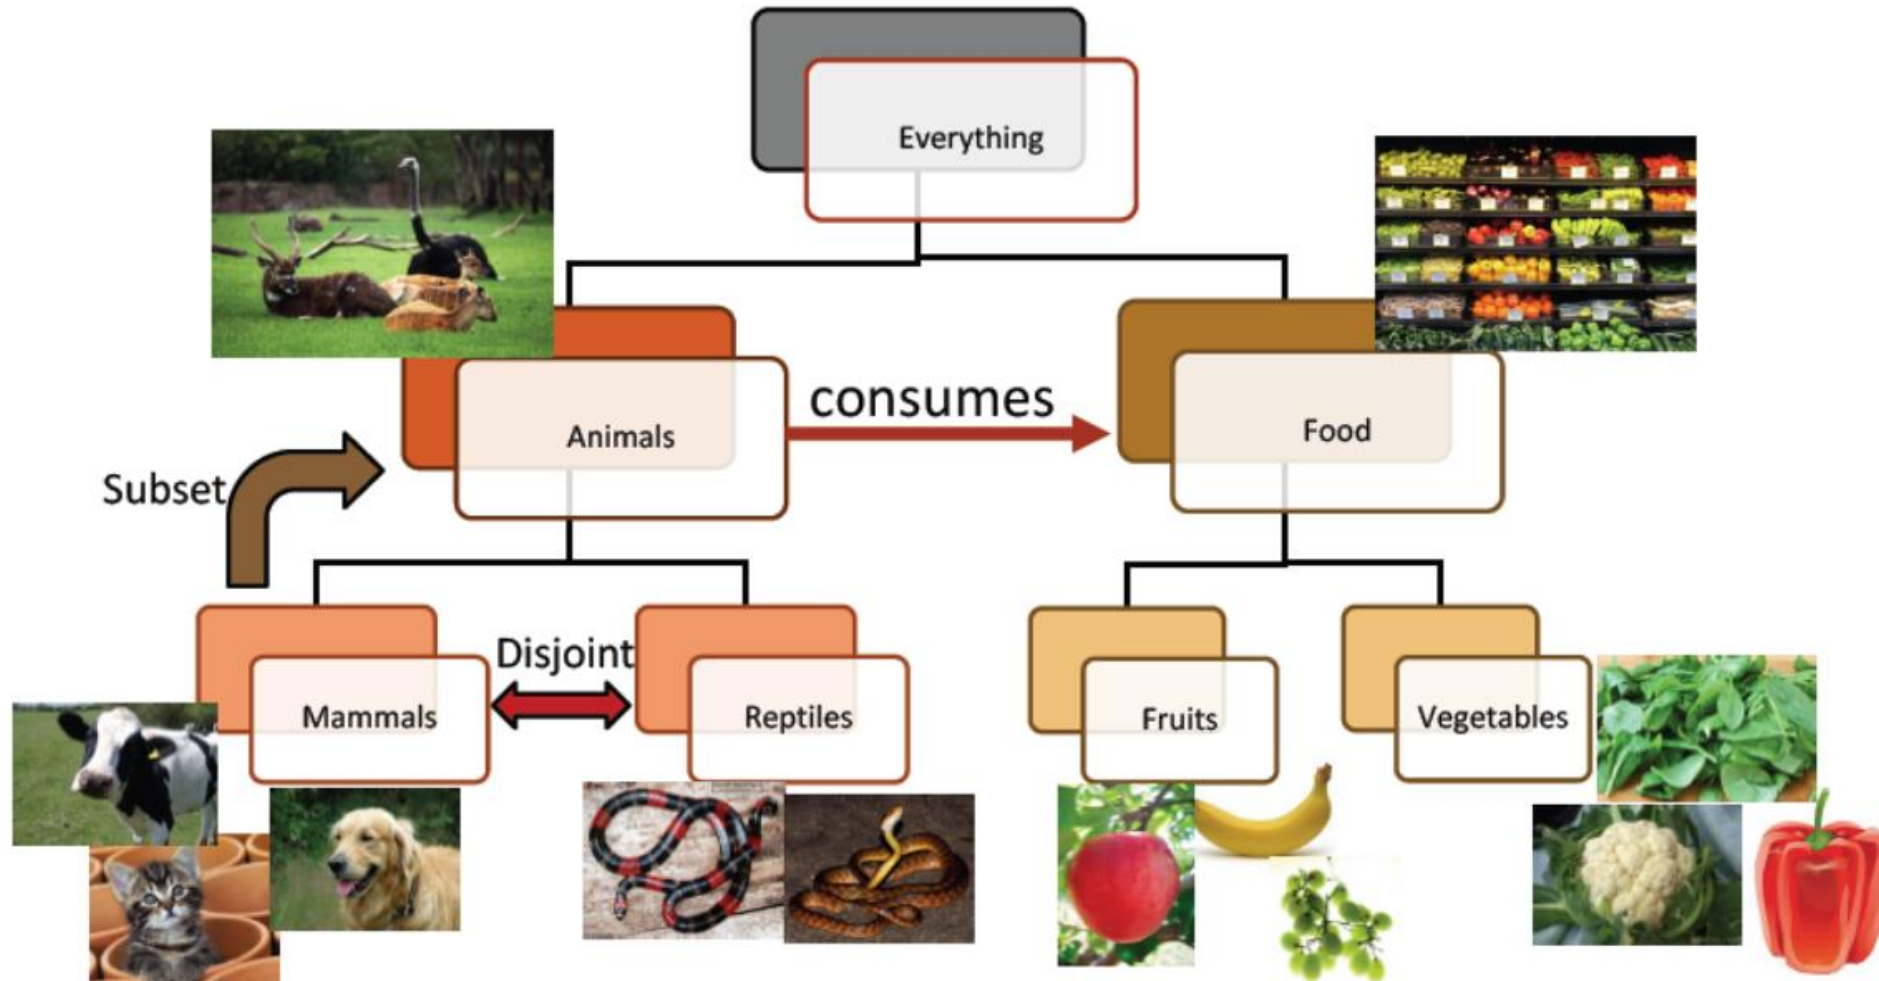 Everything
Animals
consumes
Food
Subset
Disjoint
Mammals
Reptiles
Fruits
Vegetables